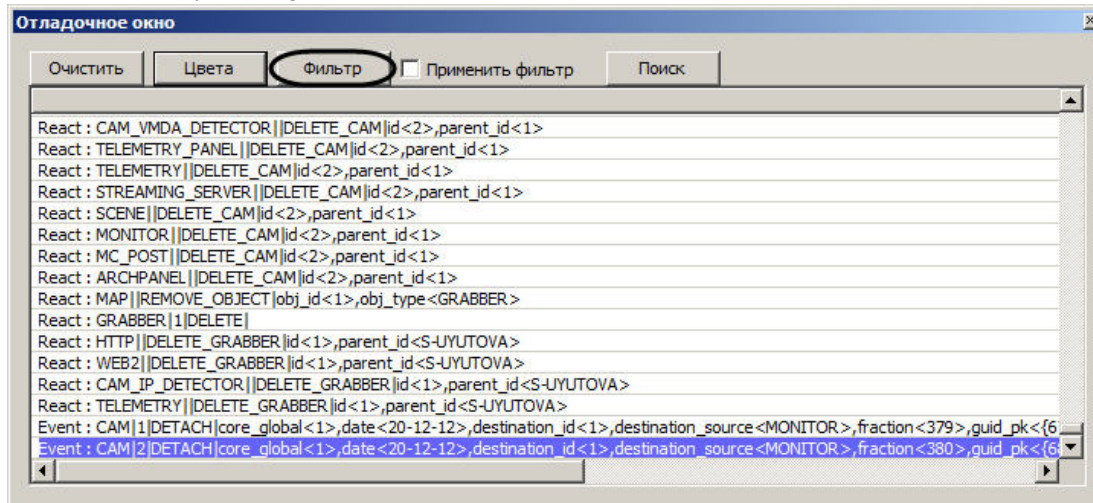 Отладочное окно
Очистить Цвета Фильтр Применить фильтр Поиск
React : CAM_VMDA_DETECTOR||DELETE_CAM|id<2>,parent_id<1>
React : TELEMETRY_PANEL||DELETE_CAM|id<2>,parent_id<1>
React : TELEMETRY||DELETE_CAM|id<2>,parent_id<1>
React : STREAMING_SERVER||DELETE_CAM|id<2>,parent_id<1>
React : SCENE||DELETE_CAM|id<2>,parent_id<1>
React : MONITOR||DELETE_CAM|id<2>,parent_id<1>
React : MC_POST||DELETE_CAM|id<2>,parent_id<1>
React : ARCHPANEL||DELETE_CAM|id<2>,parent_id<1>
React : MAP||REMOVE_OBJECT|obj_id<1>,obj_type<GRABBER>
React : GRABBER|1|DELETE|
React : HTTP||DELETE_GRABBER|id<1>,parent_id<S-UYUTOVA>
React : WEB2||DELETE_GRABBER|id<1>,parent_id<S-UYUTOVA>
React : CAM_IP_DETECTOR||DELETE_GRABBER|id<1>,parent_id<S-UYUTOVA>
React : TELEMETRY||DELETE_GRABBER|id<1>,parent_id<S-UYUTOVA>
Event : CAM|1|DETACH|core_global<1>,date<20-12-12>,destination_id<1>,destination_source<MONITOR>,fraction<379>,guid_pk<{6
Event : CAM|2|DETACH|core_global<1>,date<20-12-12>,destination_id<1>,destination_source<MONITOR>,fraction<380>,guid_pk<{6